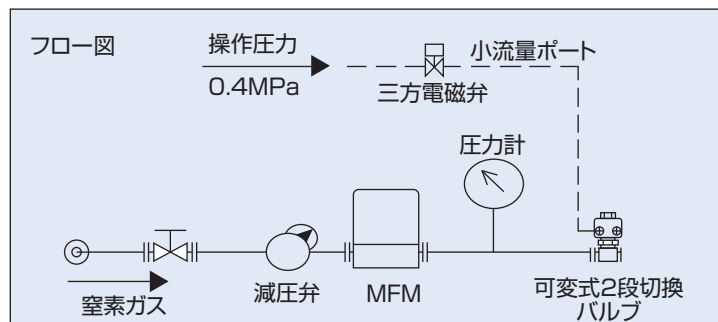 フロー図
操作圧力
0.4MPa
小流量ポート
三方電磁弁
圧力計
窒素ガス
減圧弁
MFM
可変式2段切換
バルブ